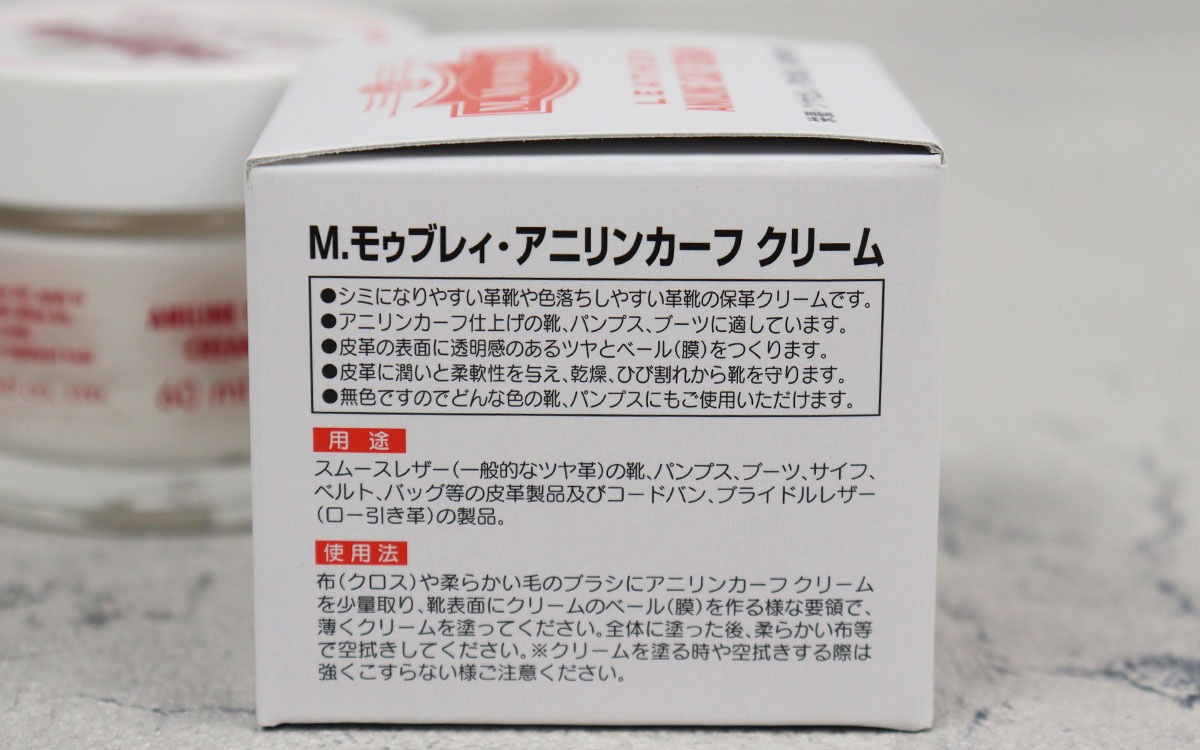 LEATHER
M.モゥブレィ・アニリンカーフ クリーム
●シミになりやすい革靴や色落ちしやすい革靴の保革クリームです。
●アニリンカーフ仕上げの靴、パンプス、ブーツに適しています。
●皮革の表面に透明感のあるツヤとベール(膜)をつくります。
●皮革に潤いと柔軟性を与え、乾燥、ひび割れから靴を守ります。
●無色ですのでどんな色の靴、パンプスにもご使用いただけます。
用途
スムースレザー(一般的なツヤ革)の靴、パンプス、ブーツ、サイフ、
ベルト、バッグ等の皮革製品及びコードバン、ブライドルレザー
(ロー引き革)の製品。
使用法
布(クロス)や柔らかい毛のブラシにアニリンカーフ クリーム
を少量取り、靴表面にクリームのベール(膜)を作る様な要領で、
薄くクリームを塗ってください。全体に塗った後、柔らかい布等
で空拭きしてください。※クリームを塗る時や空拭きする際は
強くこすらない様ご注意ください。
ANILINE
CREAM
60 ml